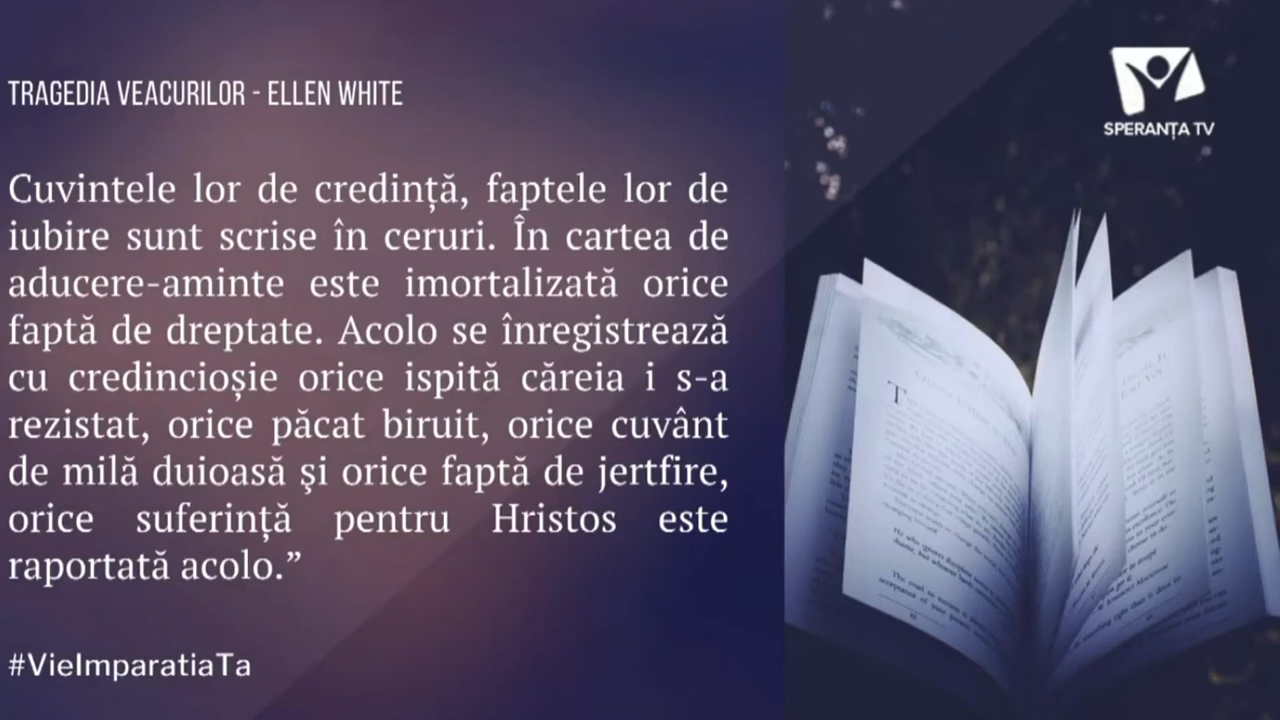 TRAGEDIA VEACURILOR - ELLEN WHITE
SPERANȚA TV
Cuvintele lor de credință, faptele lor de
iubire sunt scrise în ceruri. În cartea de
aducere-aminte este imortalizată orice
faptă de dreptate. Acolo se înregistrează
cu credincioșie orice ispită căreia i s-a
rezistat, orice păcat biruit, orice cuvânt
de milă duioasă şi orice faptă de jertfire,
orice suferință pentru Hristos este
raportată acolo.”
#VieImparatiaTa